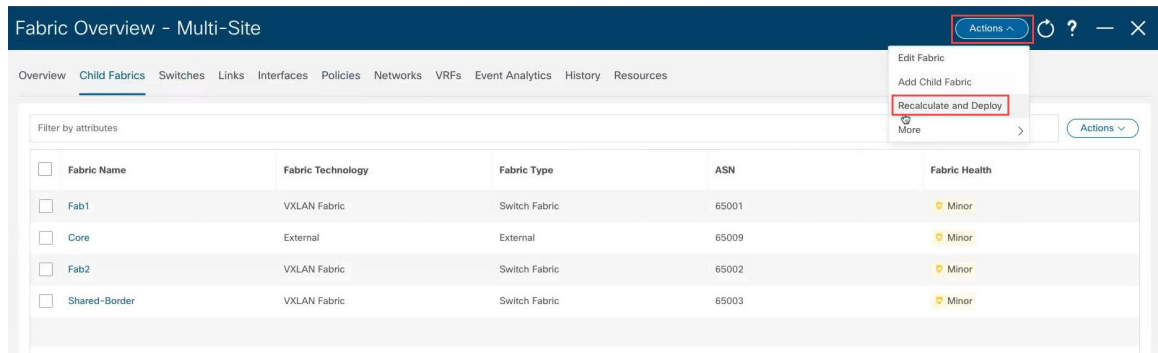 Fabric Overview - Multi-Site
Actions
?
Edit Fabric
Add Child Fabric
Recalculate and Deploy
More
Overview Child Fabrics Switches Links Interfaces Policies Networks VRFs Event Analytics History Resources
Filter by attributes
Actions
Fabric Name Fabric Technology Fabric Type ASN Fabric Health
Fab1 VXLAN Fabric Switch Fabric 65001 Minor
Core External External 65009 Minor
Fab2 VXLAN Fabric Switch Fabric 65002 Minor
Shared-Border VXLAN Fabric Switch Fabric 65003 Minor